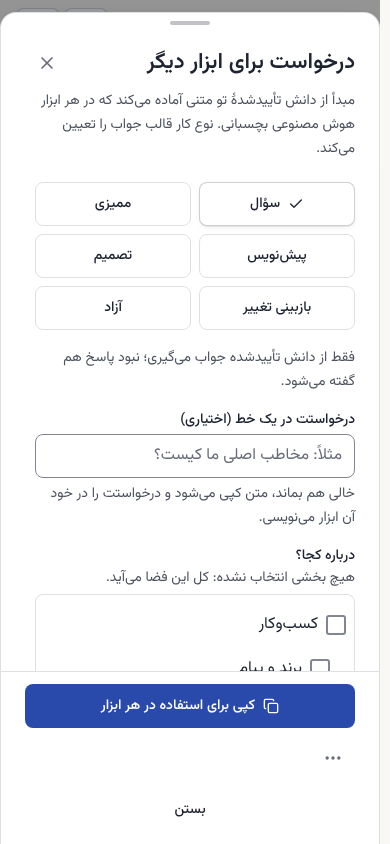 درخواست برای ابزار دیگر
مبدأ از دانش تأییدشدهٔ تو متنی آماده می‌کند که در هر ابزار
هوش مصنوعی بچسبانی. نوع کار قالب جواب را تعیین
می‌کند.
سؤال
ممیزی
پیش‌نویس
تصمیم
بازبینی تغییر
آزاد
فقط از دانش تأییدشده جواب می‌گیری؛ نبود پاسخ هم
گفته می‌شود.
درخواستت در یک خط (اختیاری)
مثلاً: مخاطب اصلی ما کیست؟
خالی هم بماند، متن کپی می‌شود و درخواستت را در خود
آن ابزار می‌نویسی.
درباره کجا؟
هیچ بخشی انتخاب نشده: کل این فضا می‌آید.
کسب‌وکار
برند و پیام
کپی برای استفاده در هر ابزار
بستن